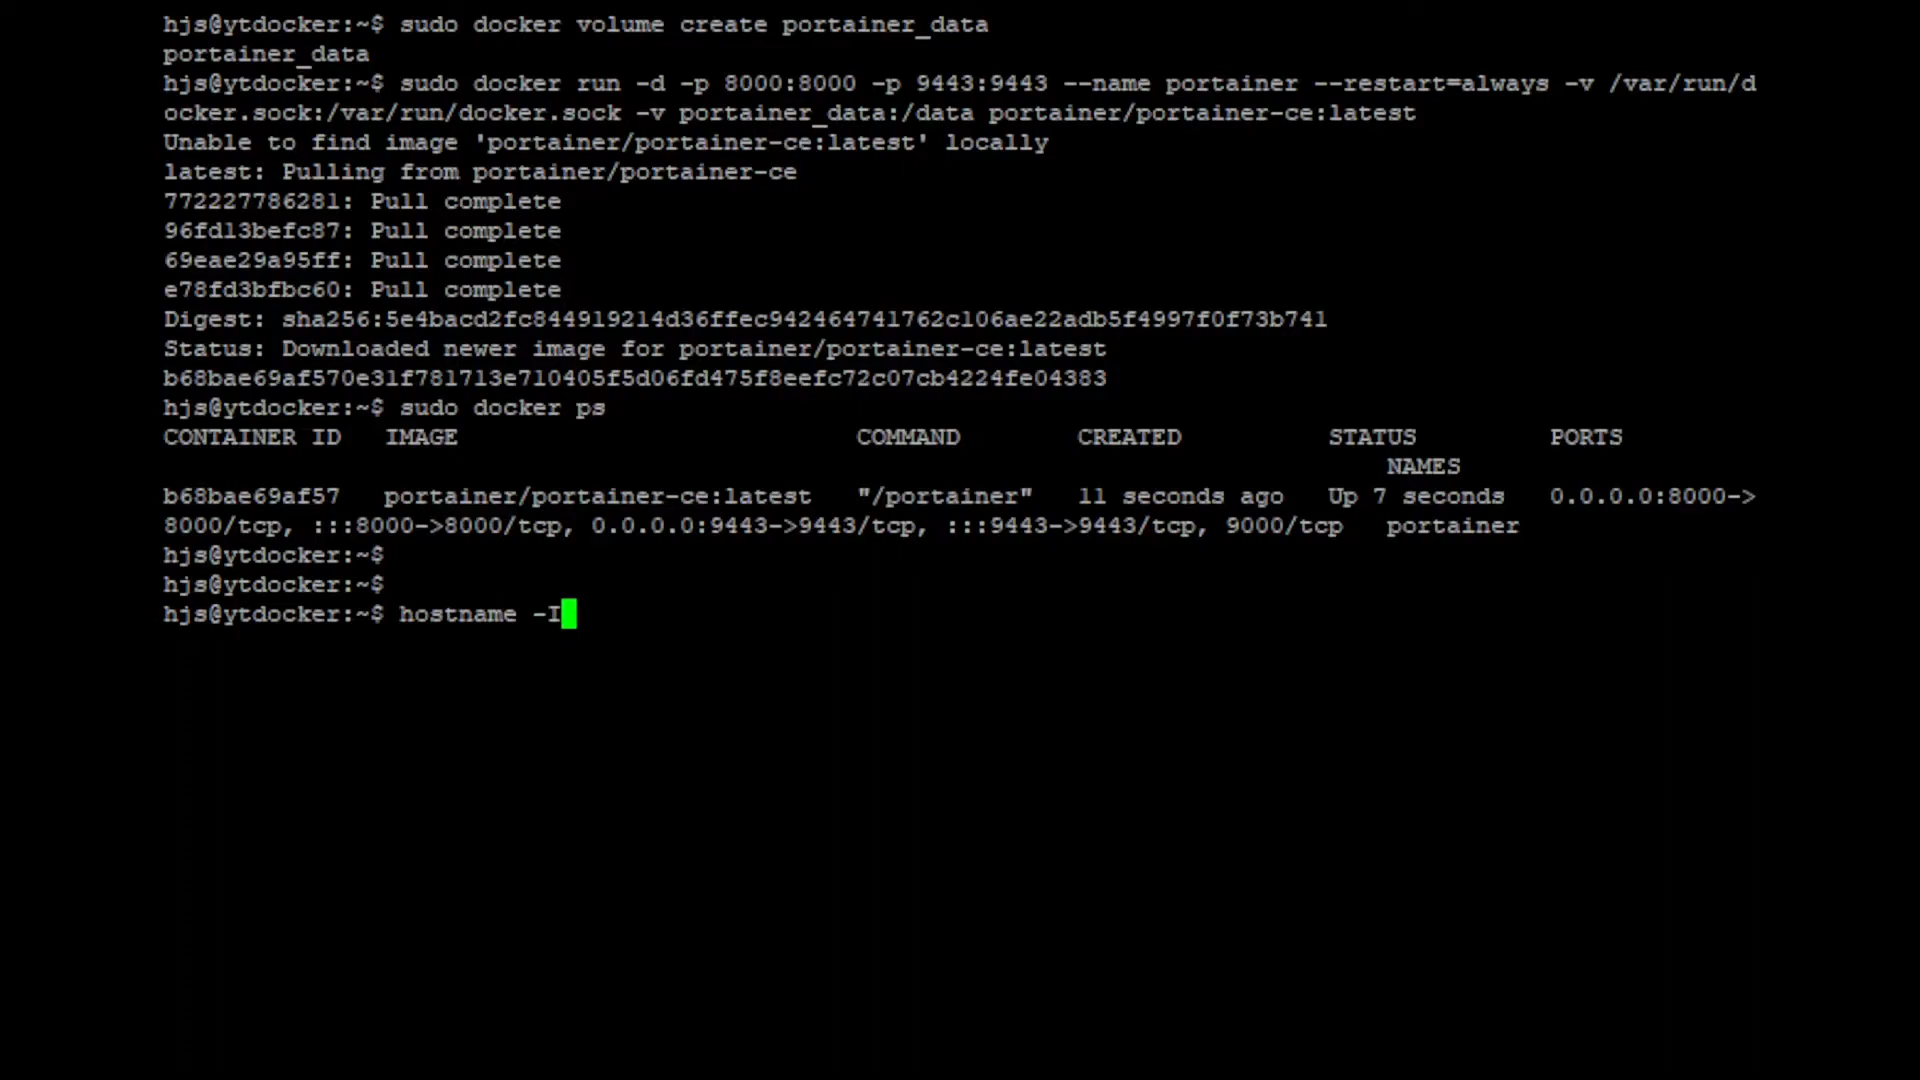 hjs@ytdocker:~$ sudo docker volume create portainer_data
portainer_data
hjs@ytdocker:~$ sudo docker run -d -p 8000:8000 -p 9443:9443 --name portainer --restart=always -v /var/run/d
ocker.sock:/var/run/docker.sock -v portainer_data:/data portainer/portainer-ce:latest
Unable to find image 'portainer/portainer-ce:latest' locally
latest: Pulling from portainer/portainer-ce
772227786281: Pull complete
96fd13befc87: Pull complete
69eae29a95ff: Pull complete
e78fd3bfbc60: Pull complete
Digest: sha256:5e4bacd2fc844919214d36ffec942464741762c106ae22adb5f4997f0f73b741
Status: Downloaded newer image for portainer/portainer-ce:latest
b68bae69af570e31f781713e710405f5d06fd475f8eefc72c07cb4224fe04383
hjs@ytdocker:~$ sudo docker ps
CONTAINER ID   IMAGE                           COMMAND        CREATED          STATUS         PORTS
NAMES
b68bae69af57   portainer/portainer-ce:latest   "/portainer"   11 seconds ago   Up 7 seconds   0.0.0.0:8000->
8000/tcp, :::8000->8000/tcp, 0.0.0.0:9443->9443/tcp, :::9443->9443/tcp, 9000/tcp   portainer
hjs@ytdocker:~$
hjs@ytdocker:~$
hjs@ytdocker:~$ hostname -I